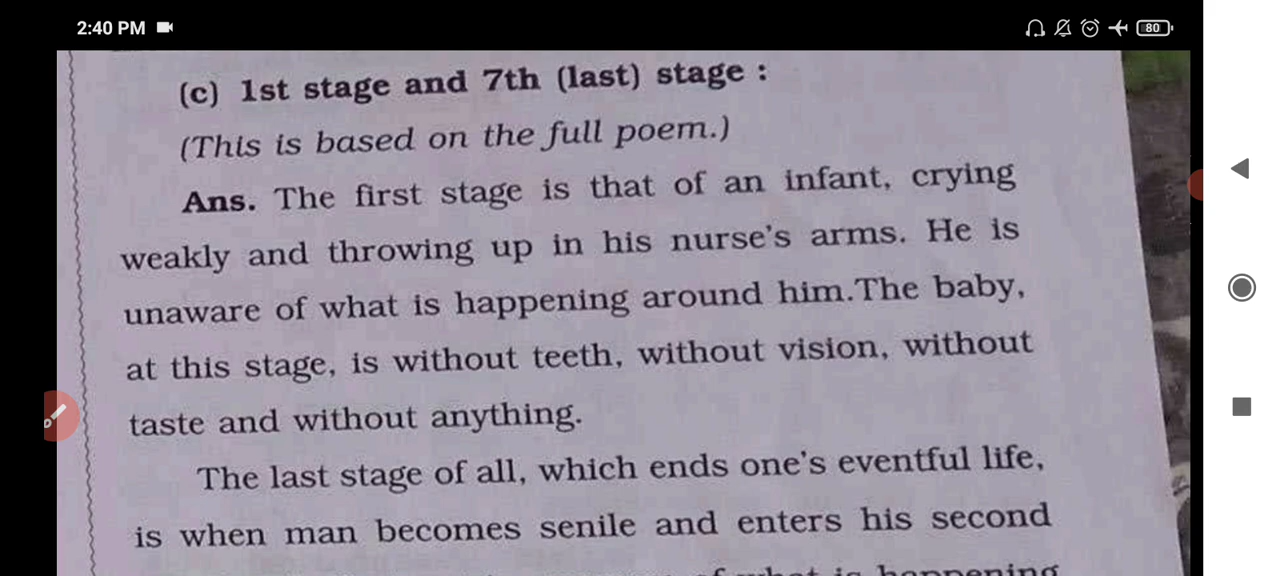 2:40 PM
80
(c) 1st stage and 7th (last) stage :
(This is based on the full poem.)
Ans. The first stage is that of an infant, crying
weakly and throwing up in his nurse's arms. He is
unaware of what is happening around him.The baby,
at this stage, is without teeth, without vision, without
taste and without anything.
The last stage of all, which ends one's eventful life,
is when man becomes senile and enters his second
what is happening